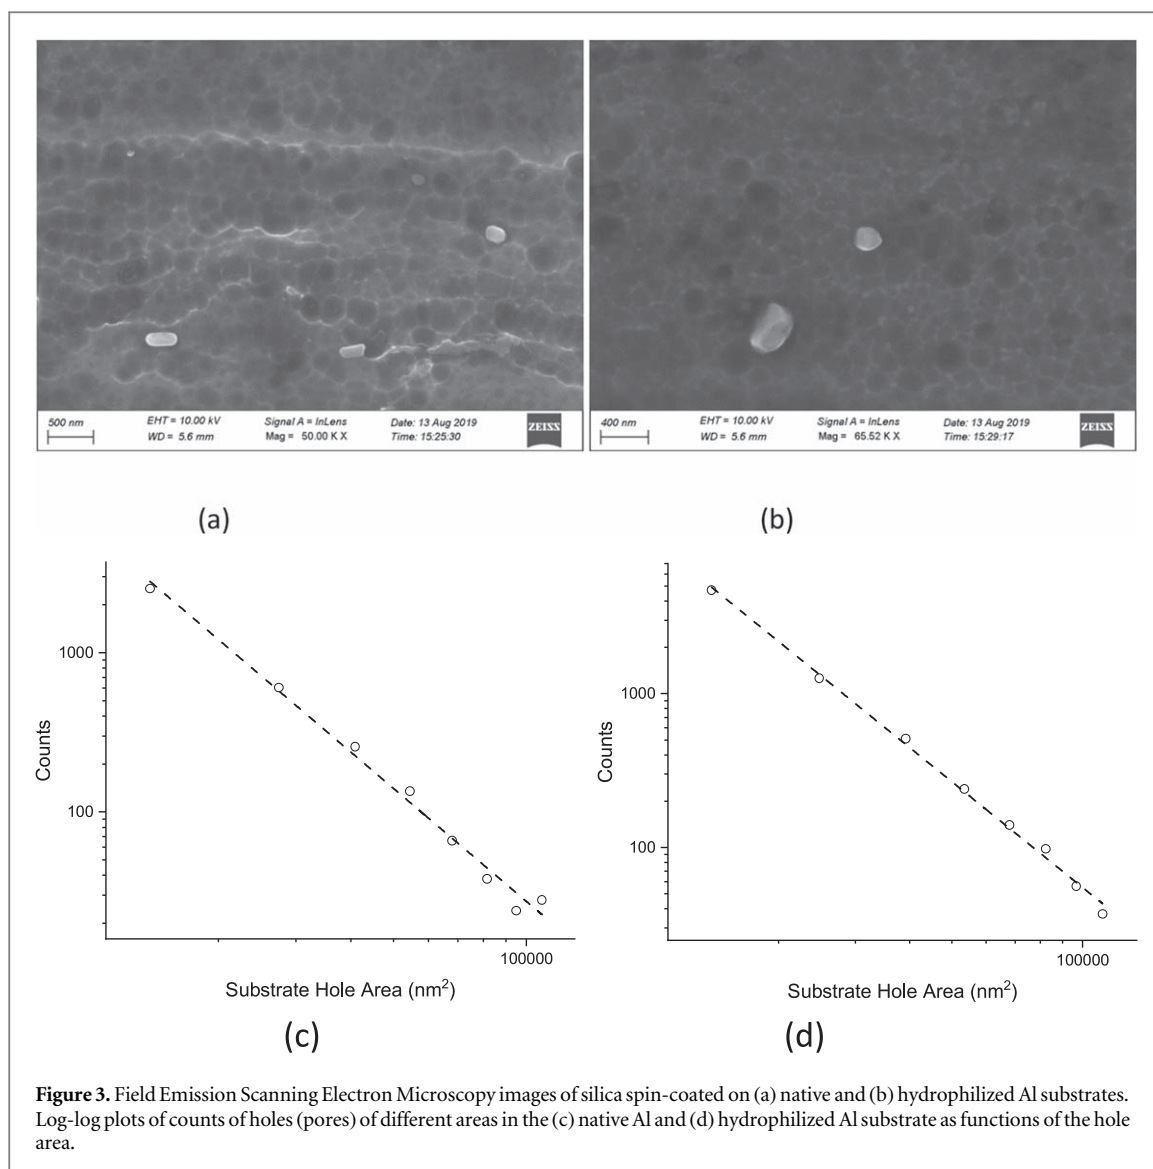 500 nm
EHT = 10.00 kV
Signal A = InLens
Date: 13 Aug 2019
WD = 5.6 mm
Mag = 50.00 K X
Time: 15:25:30
ZEISS
400 nm
EHT = 10.00 kV
Signal A = InLens
Date: 13 Aug 2019
WD = 5.6 mm
Mag = 65.52 K X
Time: 15:29:17
ZEISS
(a)
(b)
1000
100
Counts
100000
Substrate Hole Area (nm²)
(c)
1000
100
Counts
100000
Substrate Hole Area (nm²)
(d)
Figure 3. Field Emission Scanning Electron Microscopy images of silica spin-coated on (a) native and (b) hydrophilized Al substrates.
Log-log plots of counts of holes (pores) of different areas in the (c) native Al and (d) hydrophilized Al substrate as functions of the hole
area.